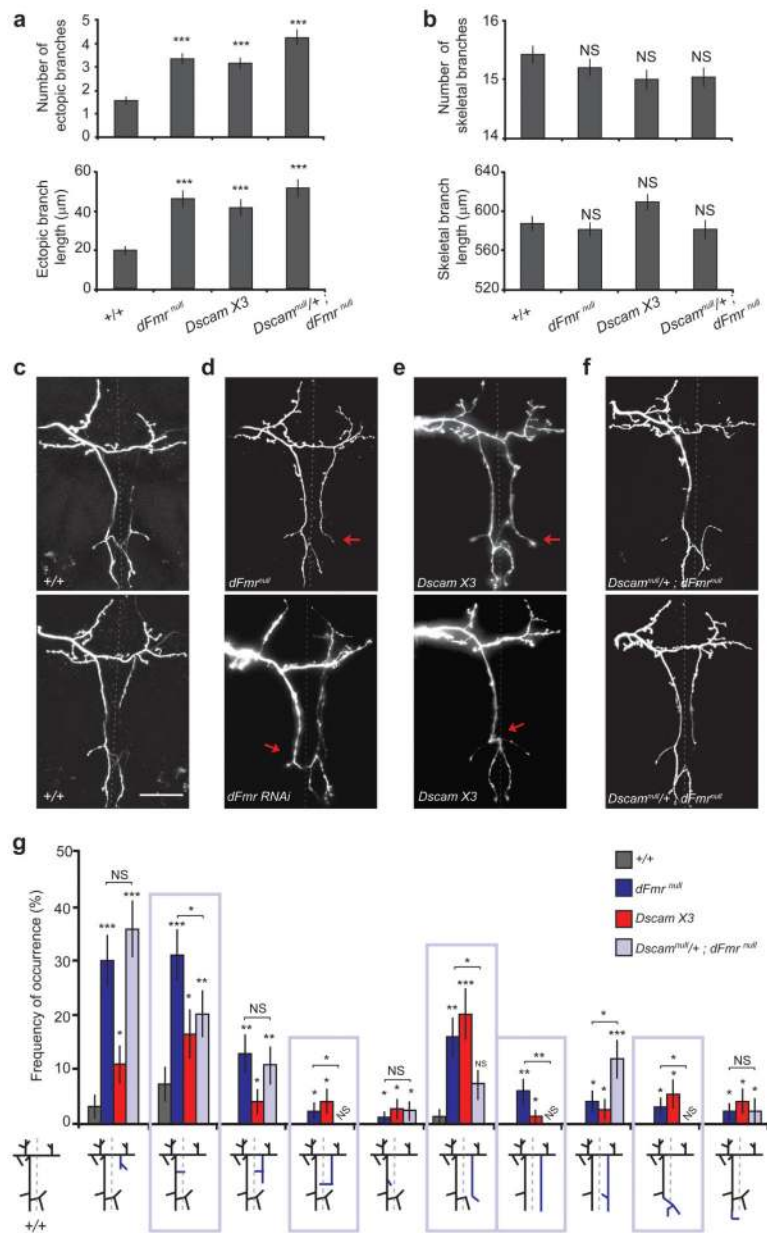 a
Number of
ectopic branches
5
4
3
2
1
0
***
***
***
Ectopic branch
length (μm)
60
40
20
0
***
***
***
+/+
dFmr null
Dscam X3
Dscam null/+ ; dFmr null
b
Number of
skeletal branches
16
15
14
NS
NS
NS
Skeletal branch
length (μm)
640
600
560
520
NS
NS
NS
+/+
dFmr null
Dscam X3
Dscam null/+ ; dFmr null
c
d
e
f
+/+
dFmr null
Dscam X3
Dscam null/+ ; dFmr null
+/+
dFmr RNAi
Dscam X3
Dscam null/+ ; dFmr null
g
Frequency of occurrence (%)
50
40
30
20
10
0
+/+
dFmr null
Dscam X3
Dscam null/+ ; dFmr null
NS
*** * ***
*
*** * **
NS
** * **
*
* * NS
NS
* * *
*
** *** NS
**
** * NS
*
* * ***
*
* * NS
NS
* * *
+/+